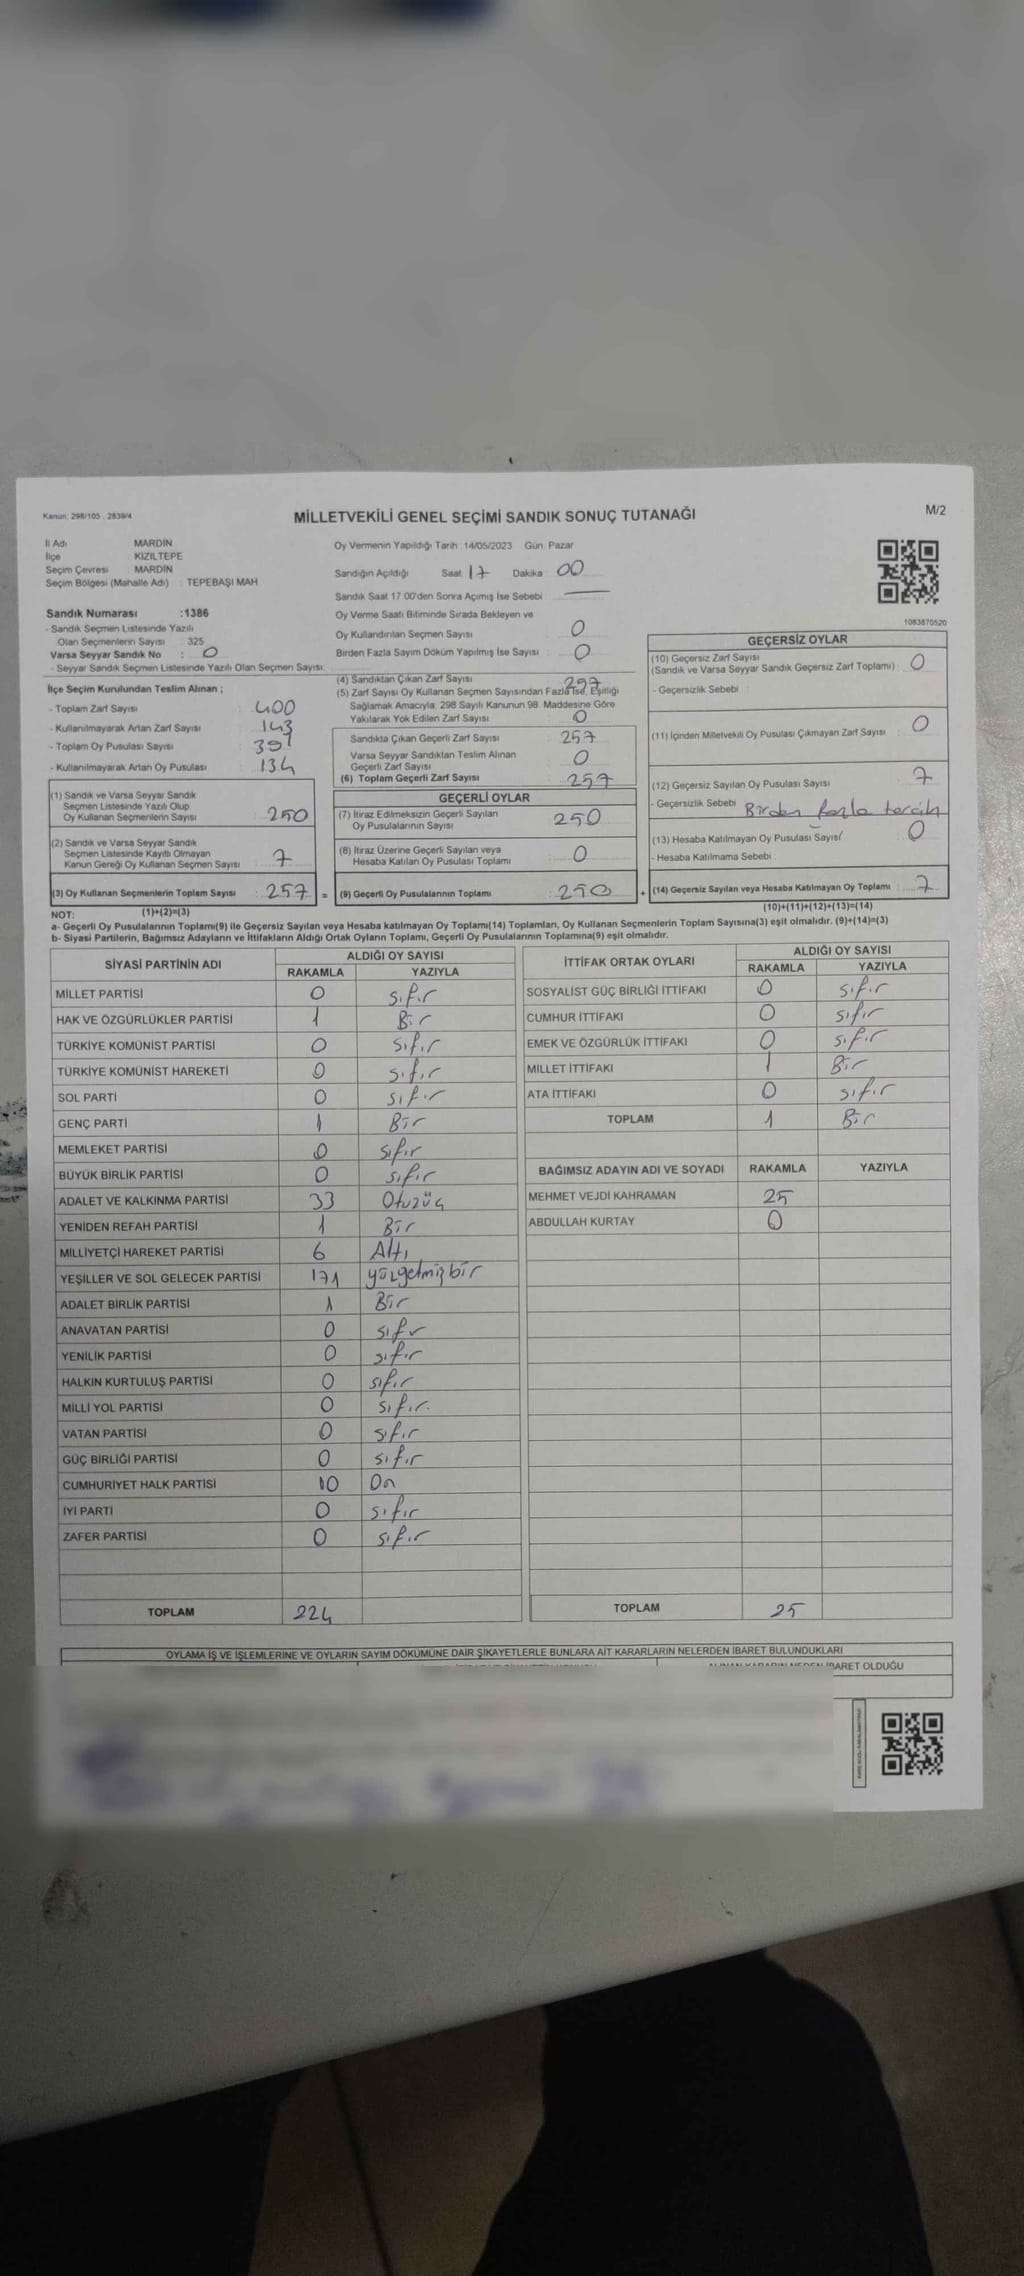 Kanun: 298/105 , 2839/4
MİLLETVEKİLİ GENEL SEÇİMİ SANDIK SONUÇ TUTANAĞI
M/2
İl Adı MARDİN
İlçe KIZILTEPE
Seçim Çevresi MARDİN
Seçim Bölgesi (Mahalle Adı) : TEPEBAŞI MAH.
Oy Vermenin Yapıldığı Tarih :14/05/2023 Gün: Pazar
Sandığın Açıldığı Saat 17 Dakika : 00
Sandık Saat 17:00'den Sonra Açımış İse Sebebi
Oy Verme Saati Bitiminde Sırada Bekleyen ve
Oy Kullandırılan Seçmen Sayısı : 0
Birden Fazla Sayım Döküm Yapılmış İse Sayısı : 0
1083870520
Sandık Numarası :1386
- Sandık Seçmen Listesinde Yazılı
Olan Seçmenlerin Sayısı : 325
Varsa Seyyar Sandık No : 0
- Seyyar Sandık Seçmen Listesinde Yazılı Olan Seçmen Sayısı:
İlçe Seçim Kurulundan Teslim Alınan ;
- Toplam Zarf Sayısı : 400
- Kullanılmayarak Artan Zarf Sayısı : 143
- Toplam Oy Pusulası Sayısı : 391
- Kullanılmayarak Artan Oy Pusulası : 134
(1) Sandık ve Varsa Seyyar Sandık
Seçmen Listesinde Yazılı Olup
Oy Kullanan Seçmenlerin Sayısı : 250
(2) Sandık ve Varsa Seyyar Sandık
Seçmen Listesinde Kayıtlı Olmayan
Kanun Gereği Oy Kullanan Seçmen Sayısı : 7
(3) Oy Kullanan Seçmenlerin Toplam Sayısı : 257 =
(4) Sandıktan Çıkan Zarf Sayısı : 257
(5) Zarf Sayısı Oy Kullanan Seçmen Sayısından Fazla İse, Eşitliği
Sağlamak Amacıyla, 298 Sayılı Kanunun 98. Maddesine Göre
Yakılarak Yok Edilen Zarf Sayısı : 0
Sandıkta Çıkan Geçerli Zarf Sayısı : 257
Varsa Seyyar Sandıktan Teslim Alınan
Geçerli Zarf Sayısı : 0
(6) Toplam Geçerli Zarf Sayısı : 257
GEÇERLİ OYLAR
(7) İtiraz Edilmeksizin Geçerli Sayılan
Oy Pusulalarının Sayısı : 250
(8) İtiraz Üzerine Geçerli Sayılan veya
Hesaba Katılan Oy Pusulası Toplamı : 0
(9) Geçerli Oy Pusulalarının Toplamı : 250 +
GEÇERSİZ OYLAR
(10) Geçersiz Zarf Sayısı
(Sandık ve Varsa Seyyar Sandık Geçersiz Zarf Toplamı) : 0
- Geçersizlik Sebebi :
(11) İçinden Milletvekili Oy Pusulası Çıkmayan Zarf Sayısı : 0
(12) Geçersiz Sayılan Oy Pusulası Sayısı : 7
- Geçersizlik Sebebi : Birden fazla tercih
(13) Hesaba Katılmayan Oy Pusulası Sayısı : 0
- Hesaba Katılmama Sebebi :
(14) Geçersiz Sayılan veya Hesaba Katılmayan Oy Toplamı : 7
NOT: (1)+(2)=(3)
(10)+(11)+(12)+(13)=(14)
a- Geçerli Oy Pusulalarının Toplamı(9) ile Geçersiz Sayılan veya Hesaba katılmayan Oy Toplamı(14) Toplamları, Oy Kullanan Seçmenlerin Toplam Sayısına(3) eşit olmalıdır. (9)+(14)=(3)
b- Siyasi Partilerin, Bağımsız Adayların ve İttifakların Aldığı Ortak Oyların Toplamı, Geçerli Oy Pusulalarının Toplamına(9) eşit olmalıdır.
SİYASİ PARTİNİN ADI ALDIĞI OY SAYISI
RAKAMLA YAZIYLA
MİLLET PARTİSİ 0 sıfır
HAK VE ÖZGÜRLÜKLER PARTİSİ 1 Bir
TÜRKİYE KOMÜNİST PARTİSİ 0 sıfır
TÜRKİYE KOMÜNİST HAREKETİ 0 sıfır
SOL PARTİ 0 sıfır
GENÇ PARTİ 1 Bir
MEMLEKET PARTİSİ 0 sıfır
BÜYÜK BİRLİK PARTİSİ 0 sıfır
ADALET VE KALKINMA PARTİSİ 33 Otuzüç
YENİDEN REFAH PARTİSİ 1 Bir
MİLLİYETÇİ HAREKET PARTİSİ 6 Altı
YEŞİLLER VE SOL GELECEK PARTİSİ 171 yüzyetmişbir
ADALET BİRLİK PARTİSİ 1 Bir
ANAVATAN PARTİSİ 0 sıfır
YENİLİK PARTİSİ 0 sıfır
HALKIN KURTULUŞ PARTİSİ 0 sıfır
MİLLİ YOL PARTİSİ 0 sıfır.
VATAN PARTİSİ 0 sıfır
GÜÇ BİRLİĞİ PARTİSİ 0 sıfır
CUMHURİYET HALK PARTİSİ 10 On
İYİ PARTİ 0 sıfır
ZAFER PARTİSİ 0 sıfır
TOPLAM 224
İTTİFAK ORTAK OYLARI ALDIĞI OY SAYISI
RAKAMLA YAZIYLA
SOSYALİST GÜÇ BİRLİĞİ İTTİFAKI 0 sıfır
CUMHUR İTTİFAKI 0 sıfır
EMEK VE ÖZGÜRLÜK İTTİFAKI 0 sıfır
MİLLET İTTİFAKI 1 Bir
ATA İTTİFAKI 0 sıfır
TOPLAM 1 Bir
BAĞIMSIZ ADAYIN ADI VE SOYADI RAKAMLA YAZIYLA
MEHMET VEJDİ KAHRAMAN 25
ABDULLAH KURTAY 0
TOPLAM 25
OYLAMA İŞ VE İŞLEMLERİNE VE OYLARIN SAYIM DÖKÜMÜNE DAİR ŞİKAYETLERLE BUNLARA AİT KARARLARIN NELERDEN İBARET BULUNDUKLARI
ALINAN KARARIN NEDEN İBARET OLDUĞU